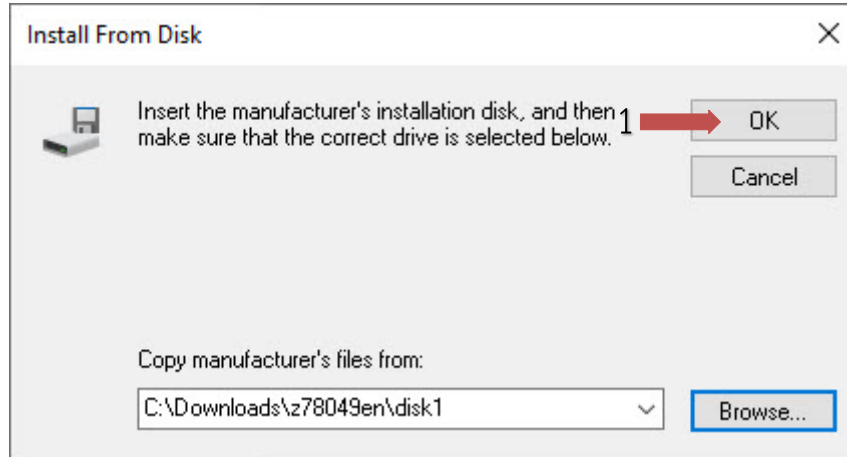 Install From Disk
Insert the manufacturer's installation disk, and then
make sure that the correct drive is selected below.
1
OK
Cancel
Copy manufacturer's files from:
C:\Downloads\z78049en\disk1
Browse...